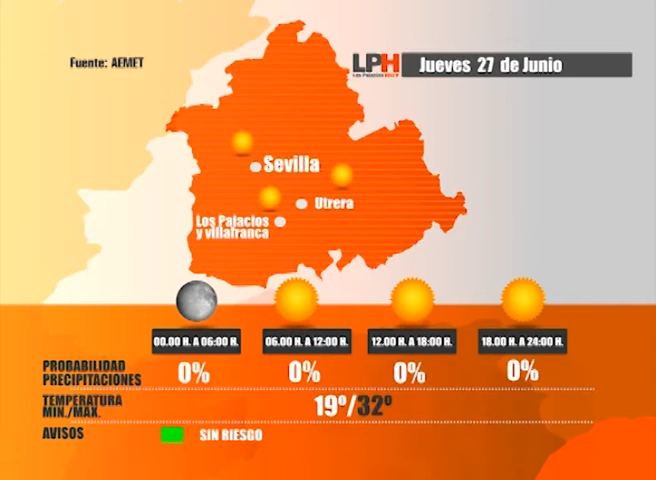 Fuente: AEMET
LPH
Jueves 27 de Junio
Sevilla
Utrera
Los Palacios
y villafranca
00.00 H. A 06:00 H.
06.00 H. A 12:00 H.
12.00 H. A 18:00 H.
18.00 H. A 24:00 H.
PROBABILIDAD
PRECIPITACIONES
0%
0%
0%
0%
TEMPERATURA
MIN./MAX.
19º/32º
AVISOS
SIN RIESGO